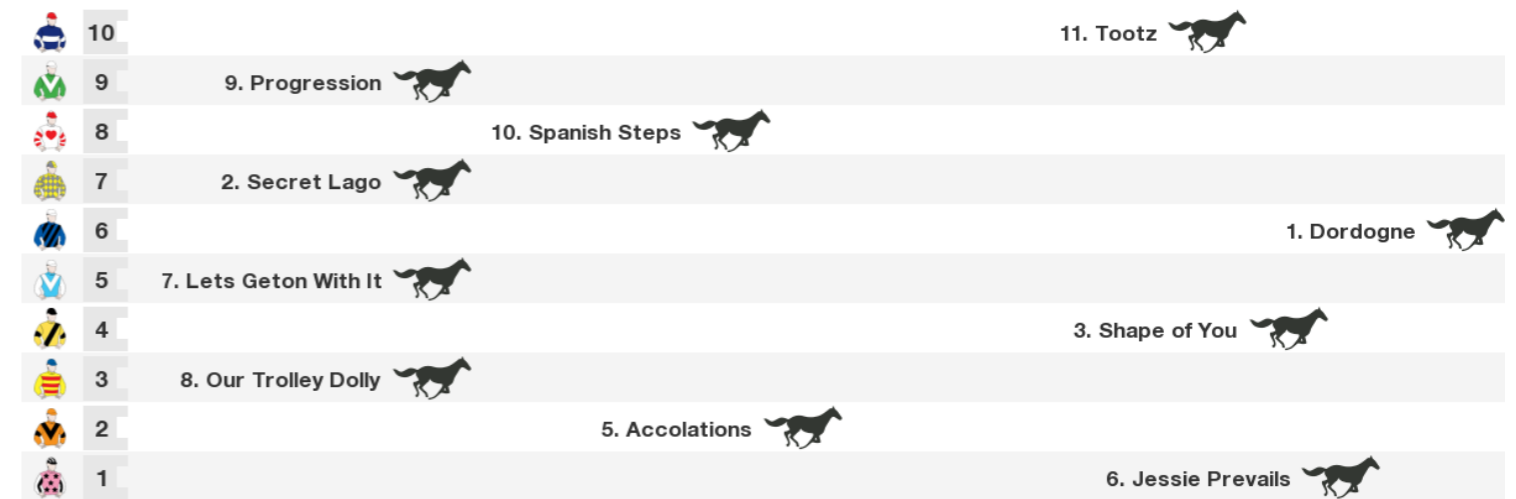 10 11. Tootz
9 9. Progression
8 10. Spanish Steps
7 2. Secret Lago
6 1. Dordogne
5 7. Lets Geton With It
4 3. Shape of You
3 8. Our Trolley Dolly
2 5. Accolations
1 6. Jessie Prevails